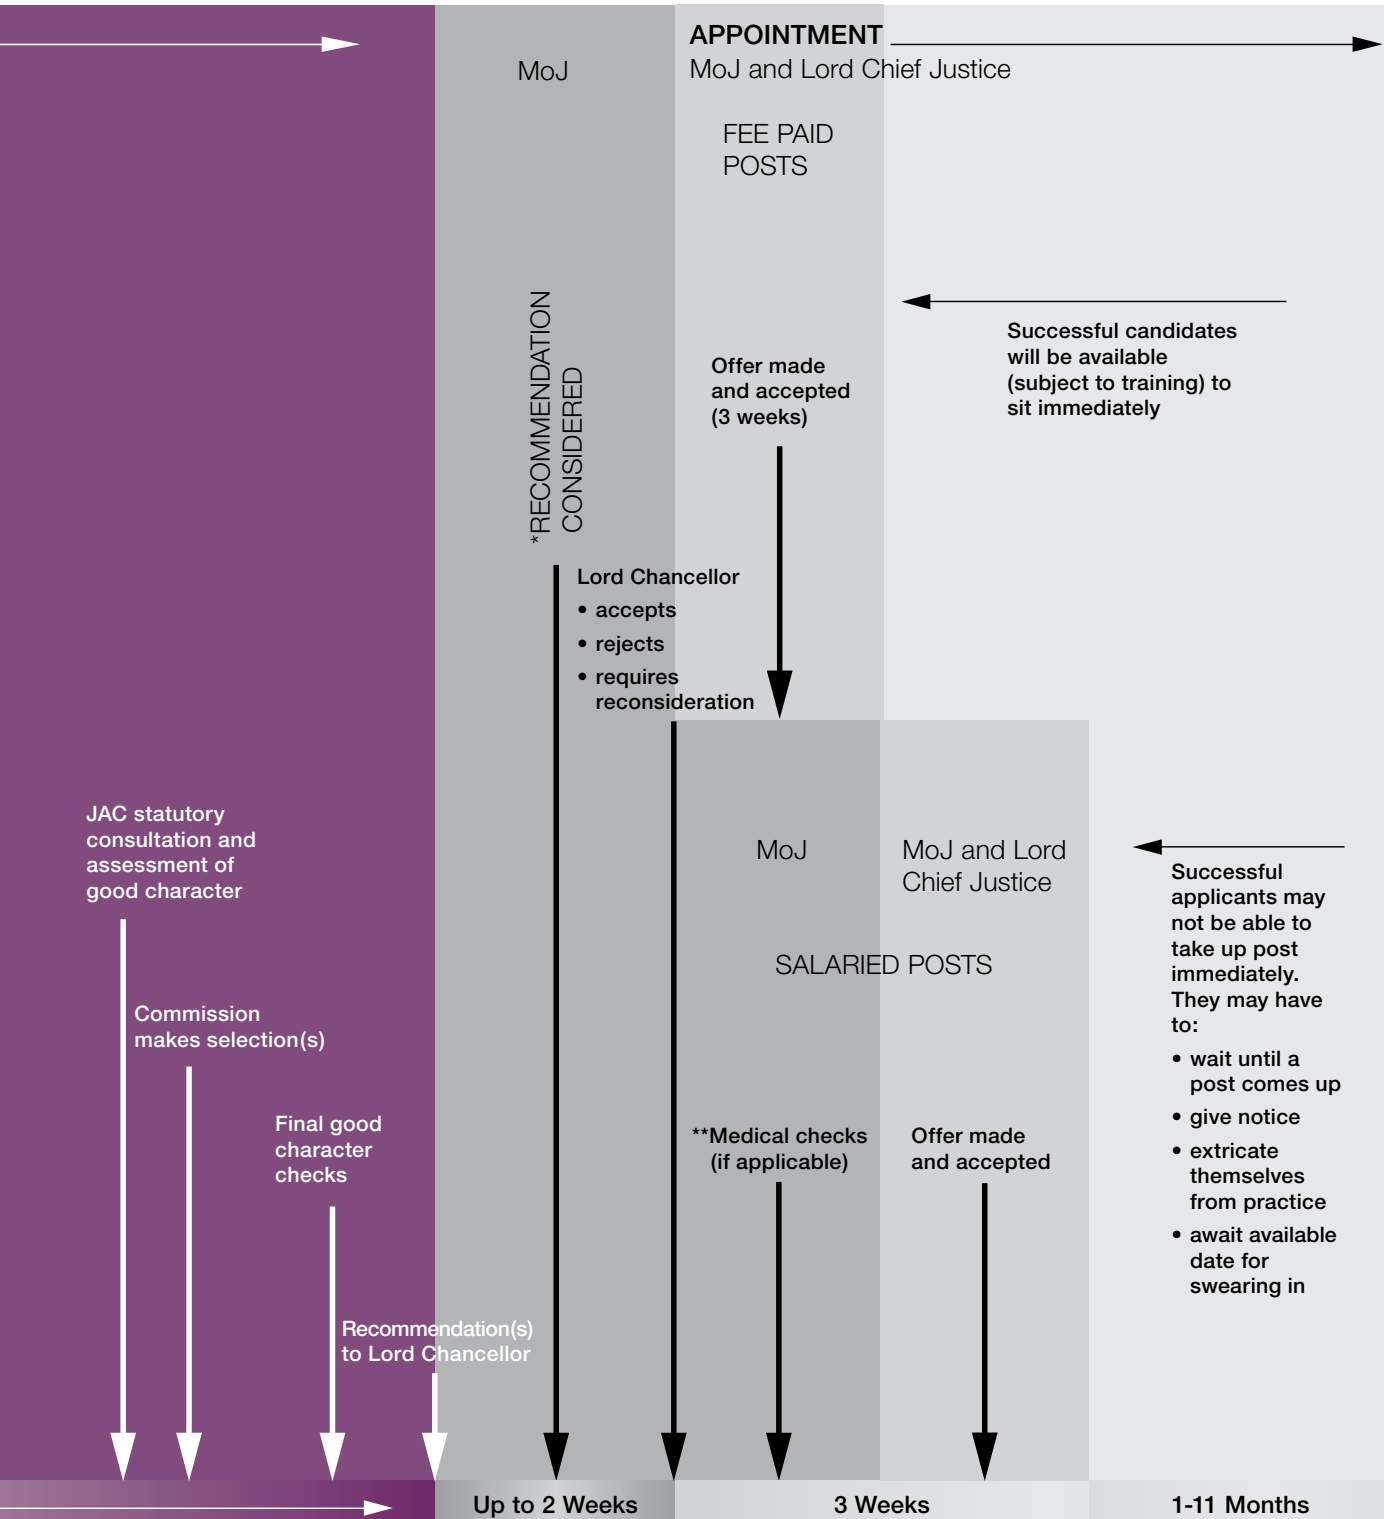 APPOINTMENT
MoJ
MoJ and Lord Chief Justice
FEE PAID
POSTS
*RECOMMENDATION
CONSIDERED
Offer made
and accepted
(3 weeks)
Successful candidates
will be available
(subject to training) to
sit immediately
Lord Chancellor
• accepts
• rejects
• requires
reconsideration
JAC statutory
consultation and
assessment of
good character
Commission
makes selection(s)
Final good
character
checks
Recommendation(s)
to Lord Chancellor
MoJ
MoJ and Lord
Chief Justice
SALARIED POSTS
**Medical checks
(if applicable)
Offer made
and accepted
Successful
applicants may
not be able to
take up post
immediately.
They may have
to:
• wait until a
post comes up
• give notice
• extricate
themselves
from practice
• await available
date for
swearing in
Up to 2 Weeks
3 Weeks
1-11 Months